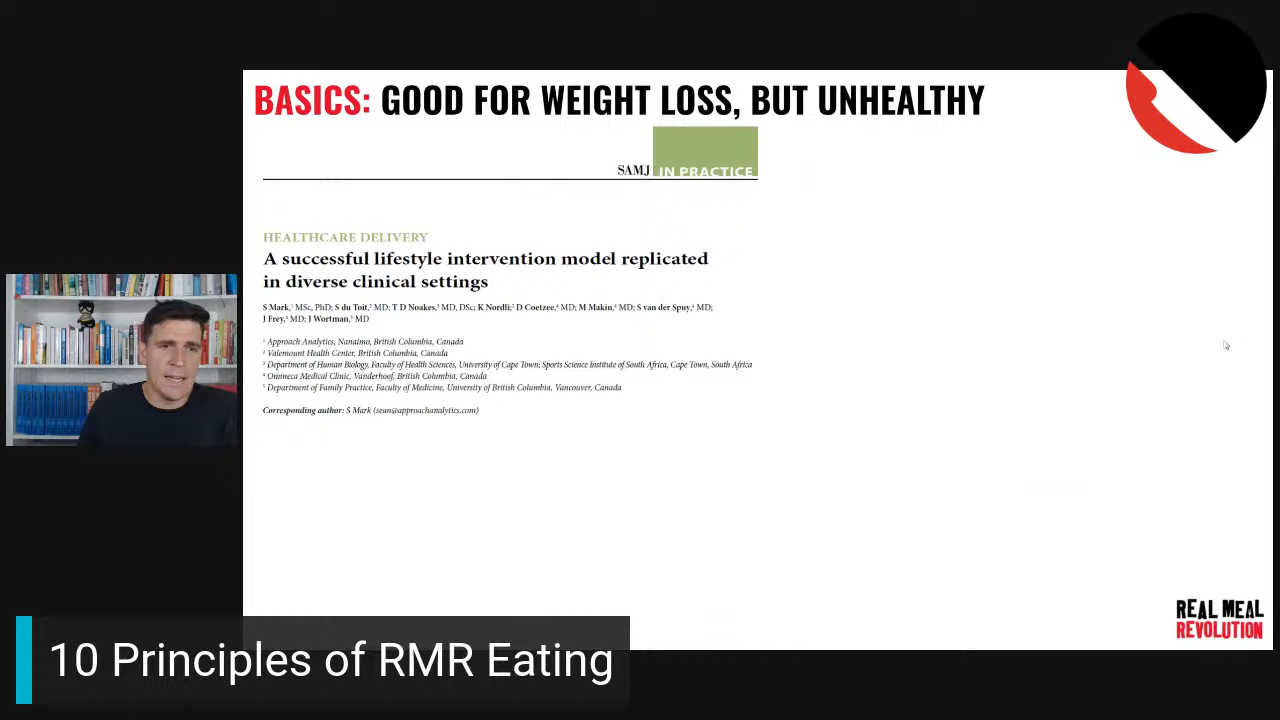 BASICS: GOOD FOR WEIGHT LOSS, BUT UNHEALTHY
SAMJ IN PRACTICE
HEALTHCARE DELIVERY
A successful lifestyle intervention model replicated
in diverse clinical settings
S Mark,¹ MSc, PhD; S du Toit,² MD; T D Noakes,³ MD, DSc; K Nordli;² D Coetzee,⁴ MD; M Makin,⁴ MD; S van der Spuy,⁴ MD;
J Frey,⁴ MD; J Wortman,⁵ MD
¹ Approach Analytics, Nanaimo, British Columbia, Canada
² Valemount Health Center, British Columbia, Canada
³ Department of Human Biology, Faculty of Health Sciences, University of Cape Town; Sports Science Institute of South Africa, Cape Town, South Africa
⁴ Omineca Medical Clinic, Vanderhoof, British Columbia, Canada
⁵ Department of Family Practice, Faculty of Medicine, University of British Columbia, Vancouver, Canada
Corresponding author: S Mark (sean@approachanalytics.com)
REAL MEAL
REVOLUTION
10 Principles of RMR Eating